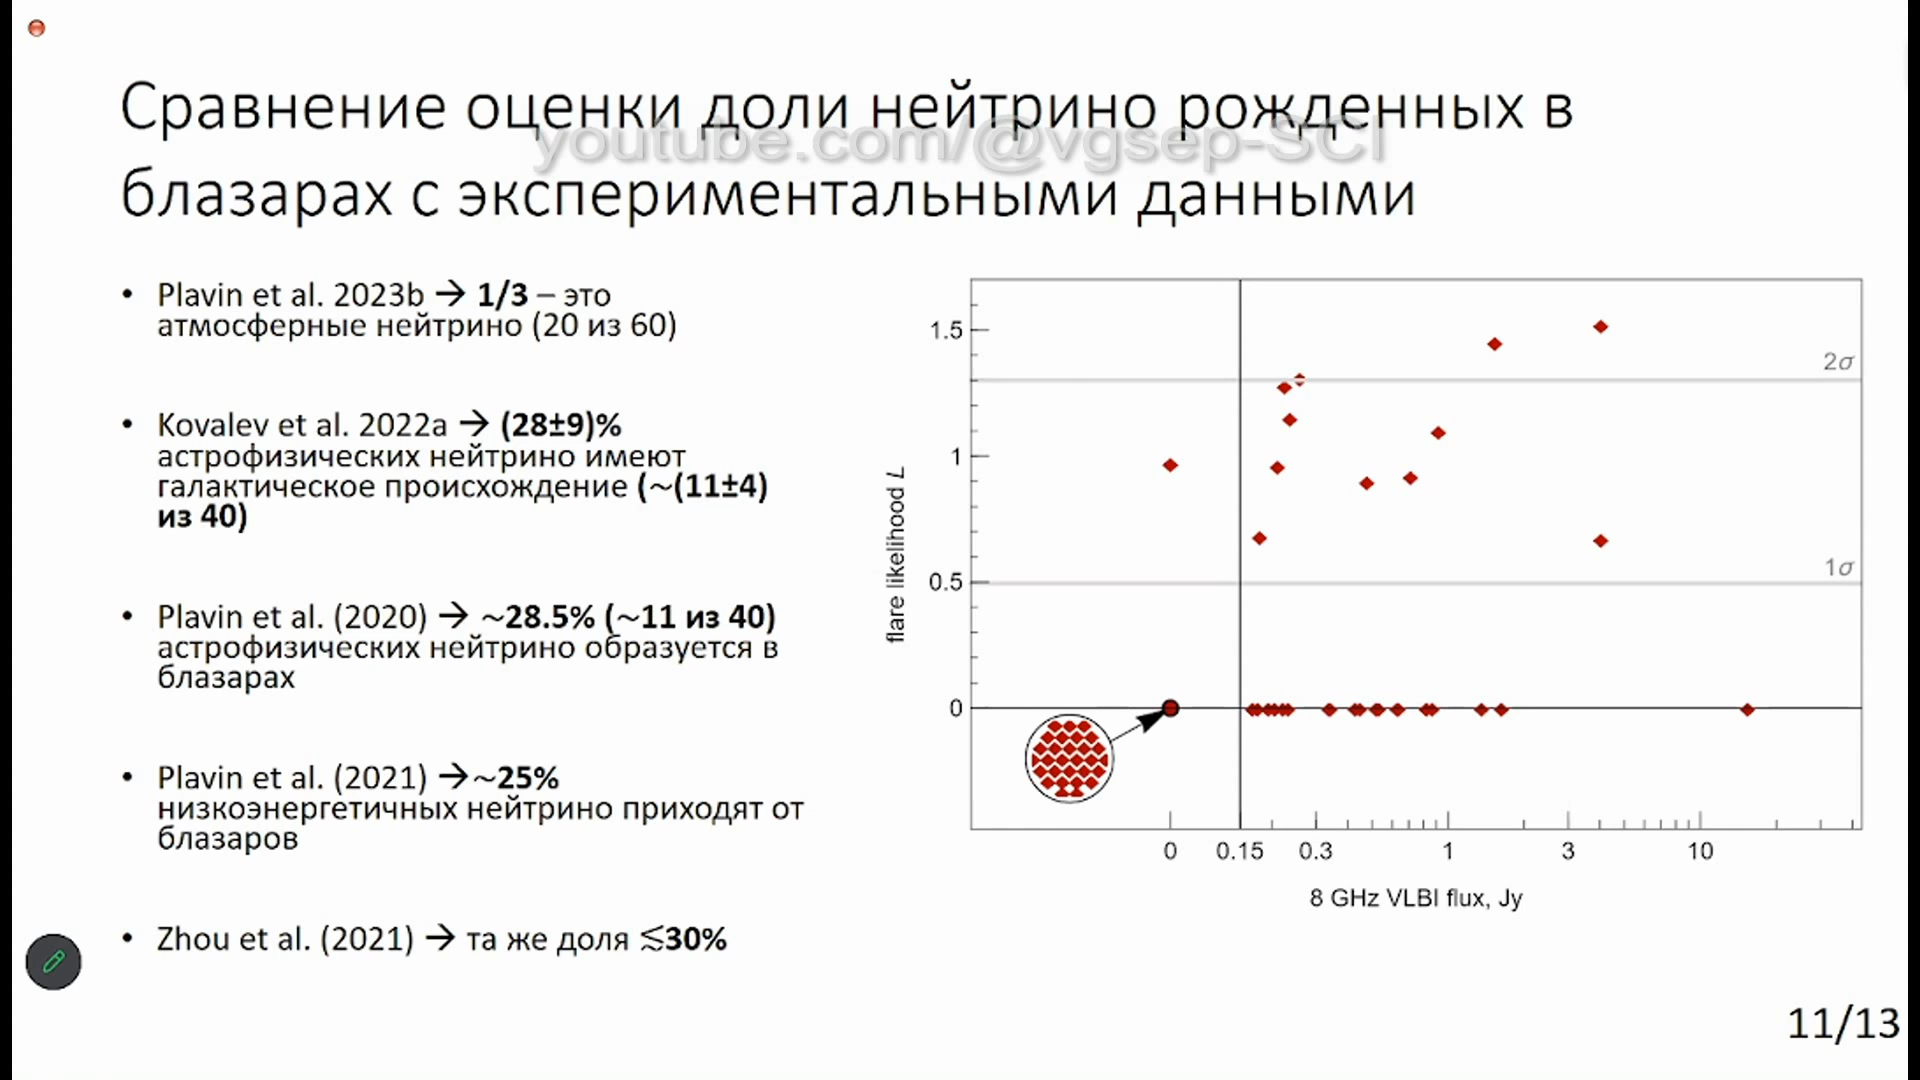 Сравнение оценки доли нейтрино рожденных в
youtube.com/@vgsep-SCI
блазарах с экспериментальными данными
• Plavin et al. 2023b → 1/3 – это
атмосферные нейтрино (20 из 60)
• Kovalev et al. 2022a → (28±9)%
астрофизических нейтрино имеют
галактическое происхождение (~(11±4)
из 40)
• Plavin et al. (2020) → ~28.5% (~11 из 40)
астрофизических нейтрино образуется в
блазарах
• Plavin et al. (2021) →~25%
низкоэнергетичных нейтрино приходят от
блазаров
• Zhou et al. (2021) → та же доля ≲30%
flare likelihood L
1.5
1
0.5
0
2σ
1σ
0 0.15 0.3 1 3 10
8 GHz VLBI flux, Jy
11/13